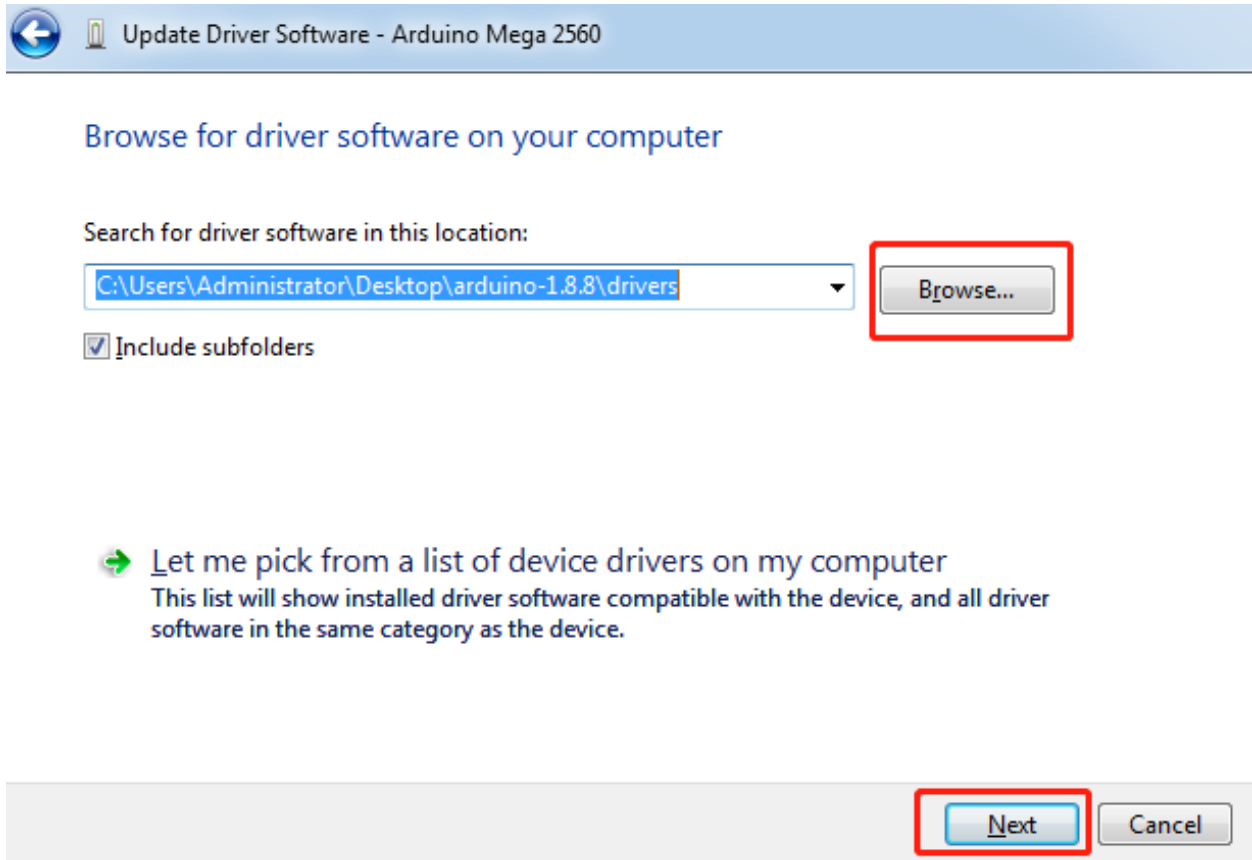 Update Driver Software - Arduino Mega 2560
Browse for driver software on your computer
Search for driver software in this location:
C:\Users\Administrator\Desktop\arduino-1.8.8\drivers
Browse...
Include subfolders
Let me pick from a list of device drivers on my computer
This list will show installed driver software compatible with the device, and all driver
software in the same category as the device.
Next
Cancel